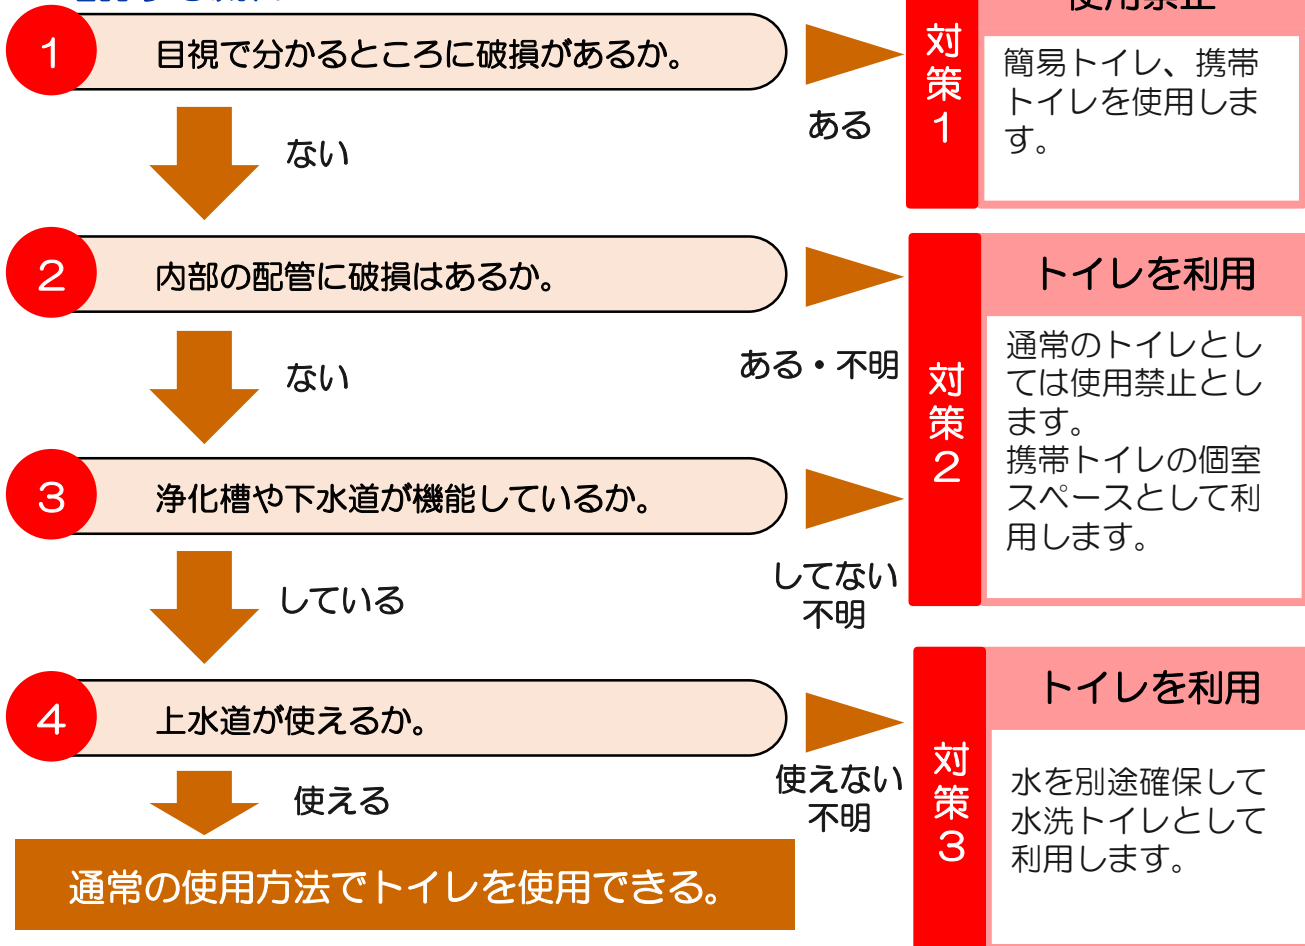 使用禁止
1
目視で分かるところに破損があるか。
ある
ない
対策1
簡易トイレ、携帯
トイレを使用しま
す。
2
内部の配管に破損はあるか。
ある・不明
ない
対策2
トイレを利用
通常のトイレとし
ては使用禁止とし
ます。
携帯トイレの個室
スペースとして利
用します。
3
浄化槽や下水道が機能しているか。
してない
不明
している
4
上水道が使えるか。
使えない
不明
使える
対策3
トイレを利用
水を別途確保して
水洗トイレとして
利用します。
通常の使用方法でトイレを使用できる。